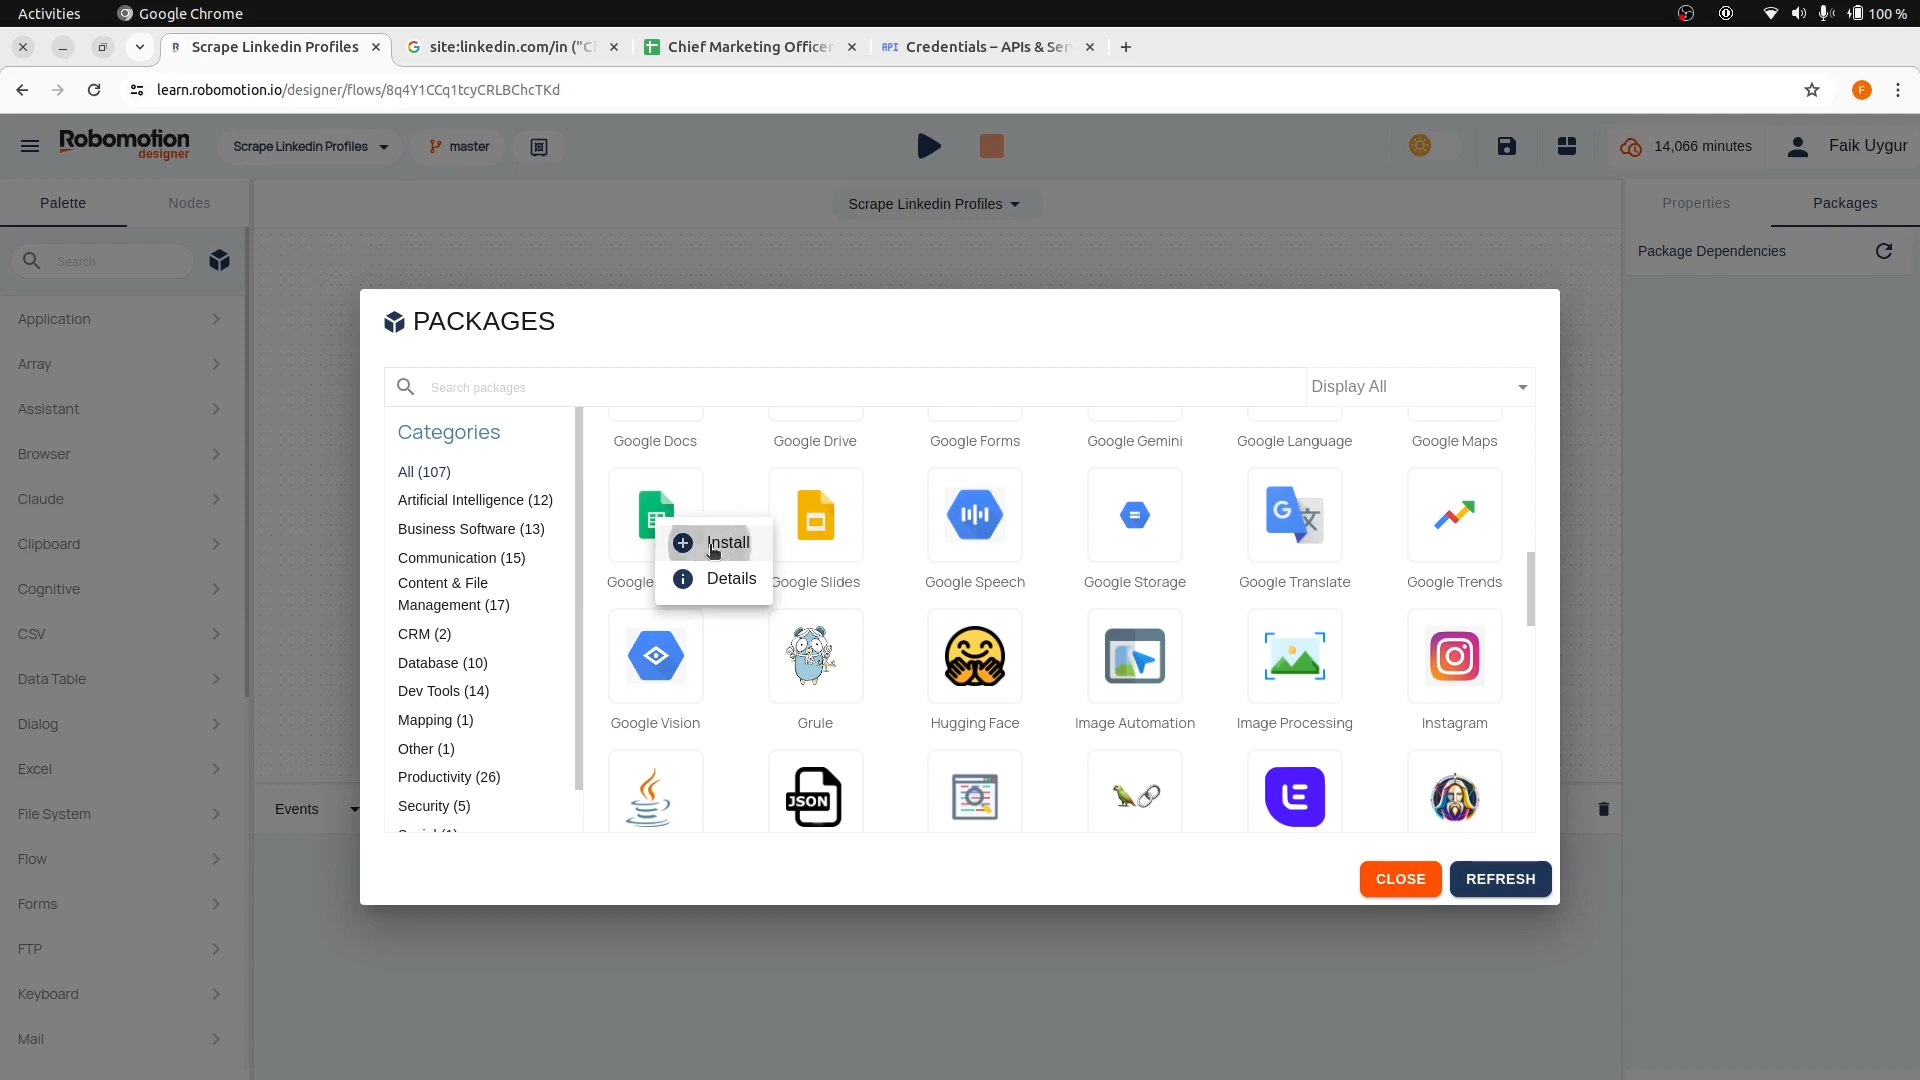 Activities
Google Chrome
100 %
Scrape Linkedin Profiles
site:linkedin.com/in ("C
Chief Marketing Officer
API Credentials – APIs & Ser
learn.robomotion.io/designer/flows/8q4Y1CCq1tcyCRLBChcTKd
F
Robomotion
designer
Scrape Linkedin Profiles
master
14,066 minutes
Faik Uygur
Palette
Nodes
Scrape Linkedin Profiles
Properties
Packages
Search
Package Dependencies
Application
Array
Assistant
Browser
Claude
Clipboard
Cognitive
CSV
Data Table
Dialog
Excel
File System
Flow
Forms
FTP
Keyboard
Mail
Events
PACKAGES
Search packages
Display All
Categories
All (107)
Artificial Intelligence (12)
Business Software (13)
Communication (15)
Content & File
Management (17)
CRM (2)
Database (10)
Dev Tools (14)
Mapping (1)
Other (1)
Productivity (26)
Security (5)
Google Docs
Google Drive
Google Forms
Google Gemini
Google Language
Google Maps
Install
Details
Google
Google Slides
Google Speech
Google Storage
Google Translate
Google Trends
Google Vision
Grule
Hugging Face
Image Automation
Image Processing
Instagram
JSON
CLOSE
REFRESH